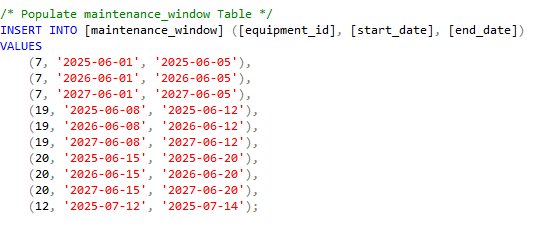 /* Populate maintenance_window Table */
INSERT INTO [maintenance_window] ([equipment_id], [start_date], [end_date])
VALUES
    (7, '2025-06-01', '2025-06-05'),
    (7, '2026-06-01', '2026-06-05'),
    (7, '2027-06-01', '2027-06-05'),
    (19, '2025-06-08', '2025-06-12'),
    (19, '2026-06-08', '2026-06-12'),
    (19, '2027-06-08', '2027-06-12'),
    (20, '2025-06-15', '2025-06-20'),
    (20, '2026-06-15', '2026-06-20'),
    (20, '2027-06-15', '2027-06-20'),
    (12, '2025-07-12', '2025-07-14');